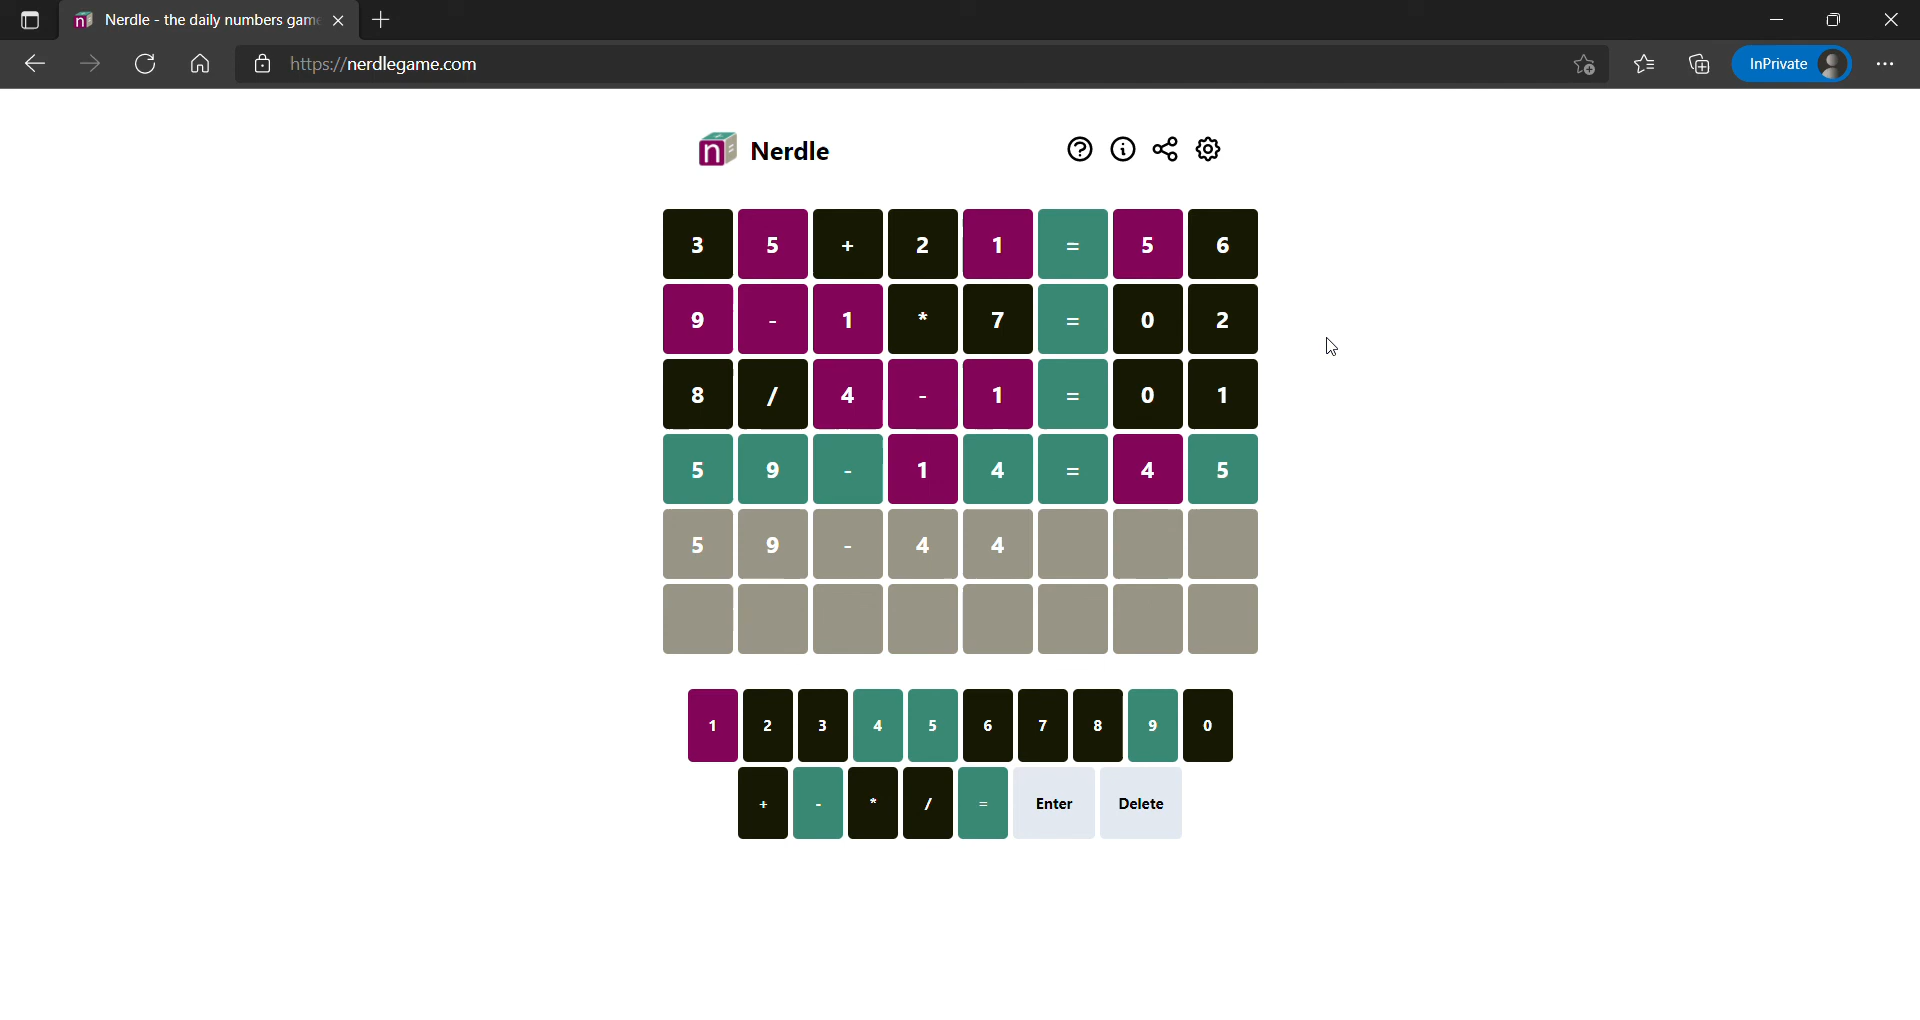 Nerdle - the daily numbers gam
https://nerdlegame.com
InPrivate
n Nerdle
3 5 + 2 1 = 5 6
9 - 1 * 7 = 0 2
8 / 4 - 1 = 0 1
5 9 - 1 4 = 4 5
5 9 - 4 4
1 2 3 4 5 6 7 8 9 0
+ - * / = Enter Delete